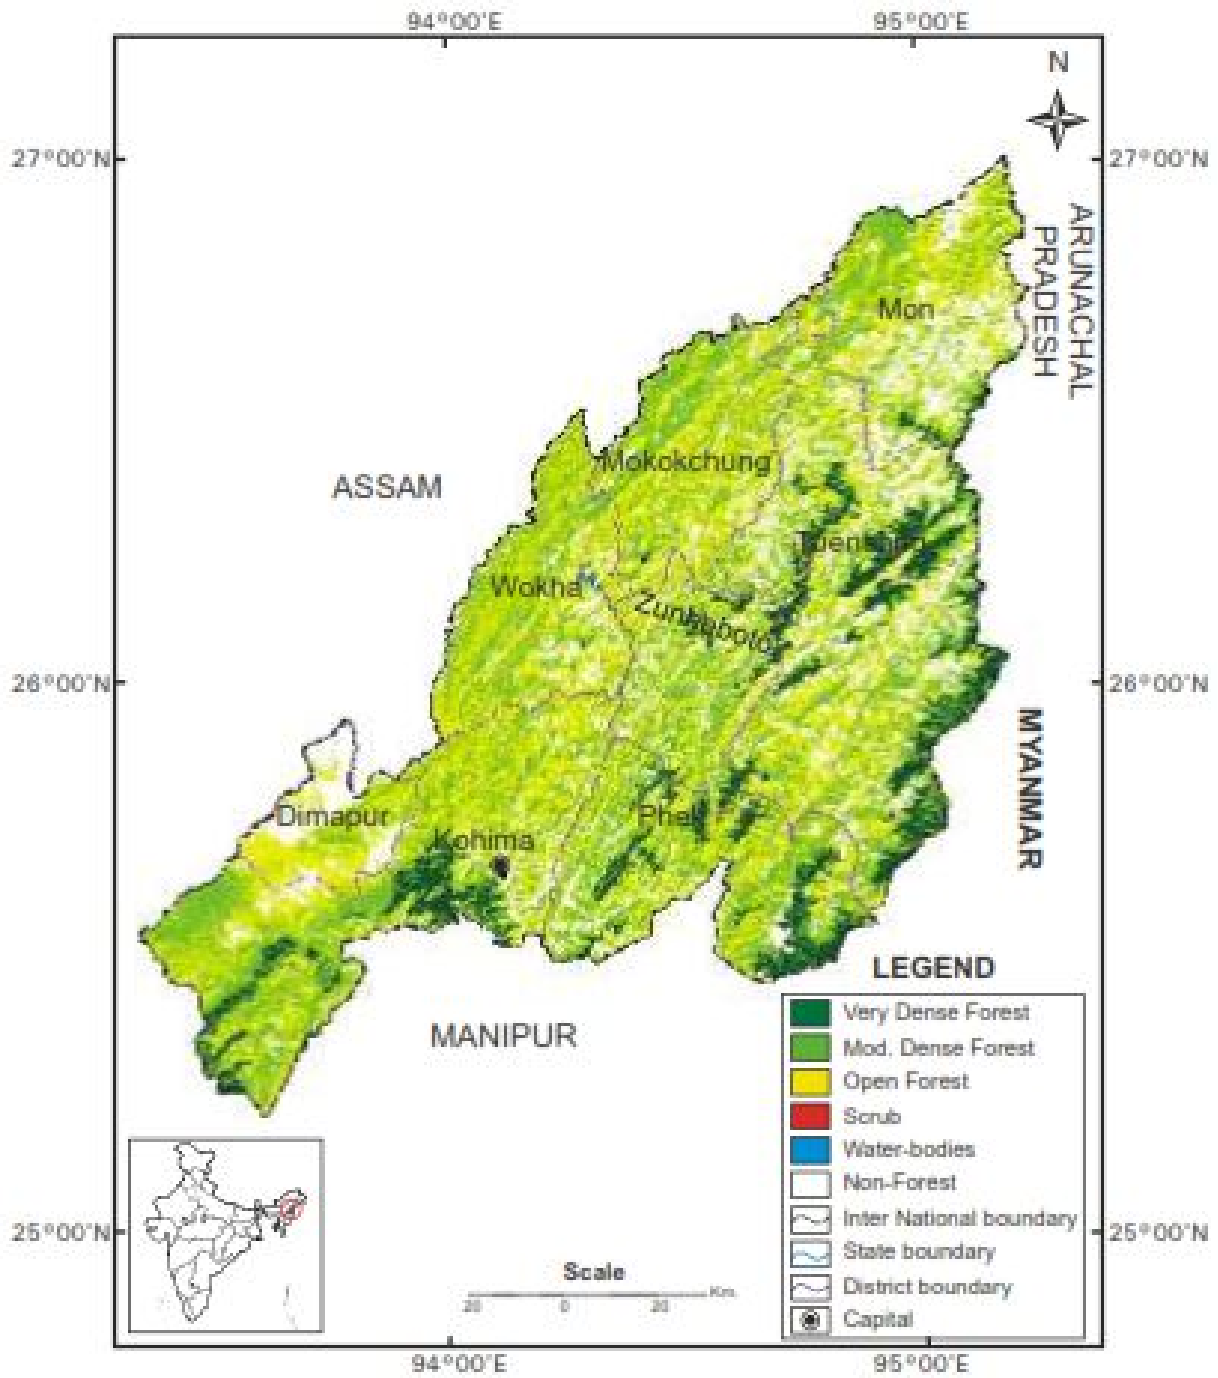 94°00'E 95°00'E
N
27°00'N 27°00'N
ARUNACHAL
PRADESH
Mon
Mokokchung
ASSAM
Wokha
Zunheboto
26°00'N 26°00'N
MYANMAR
Dimapur
Kohima
MANIPUR
LEGEND
Very Dense Forest
Mod. Dense Forest
Open Forest
Scrub
Water-bodies
Non-Forest
Inter National boundary
State boundary
District boundary
Capital
25°00'N 25°00'N
Scale
20 0 20 Km.
94°00'E 95°00'E